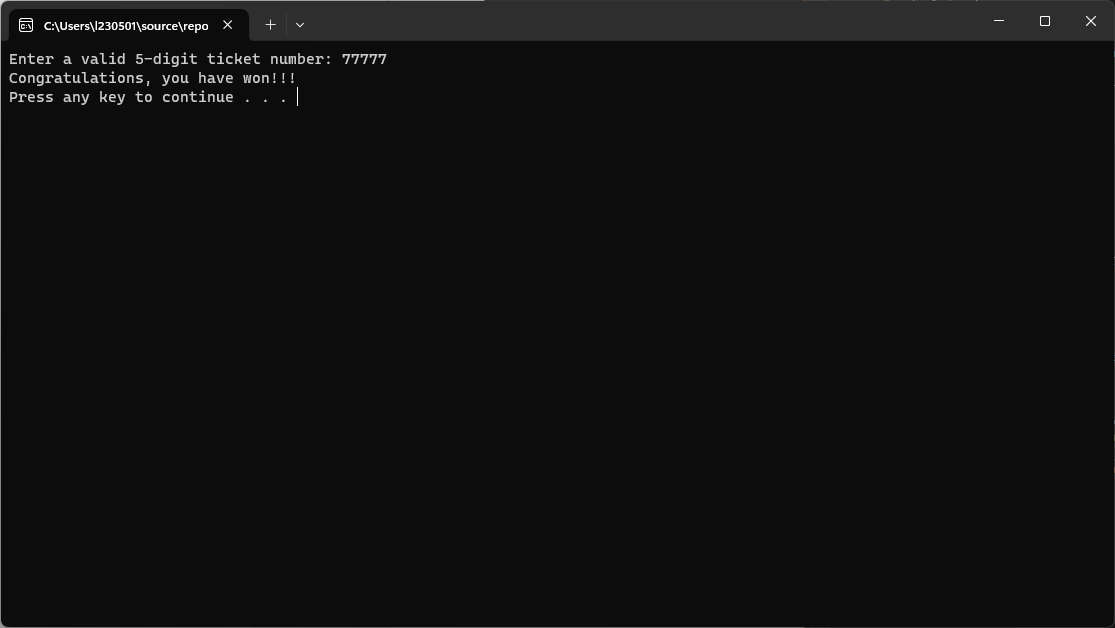 C:\Users\l230501\source\repo
Enter a valid 5-digit ticket number: 77777
Congratulations, you have won!!!
Press any key to continue . . .